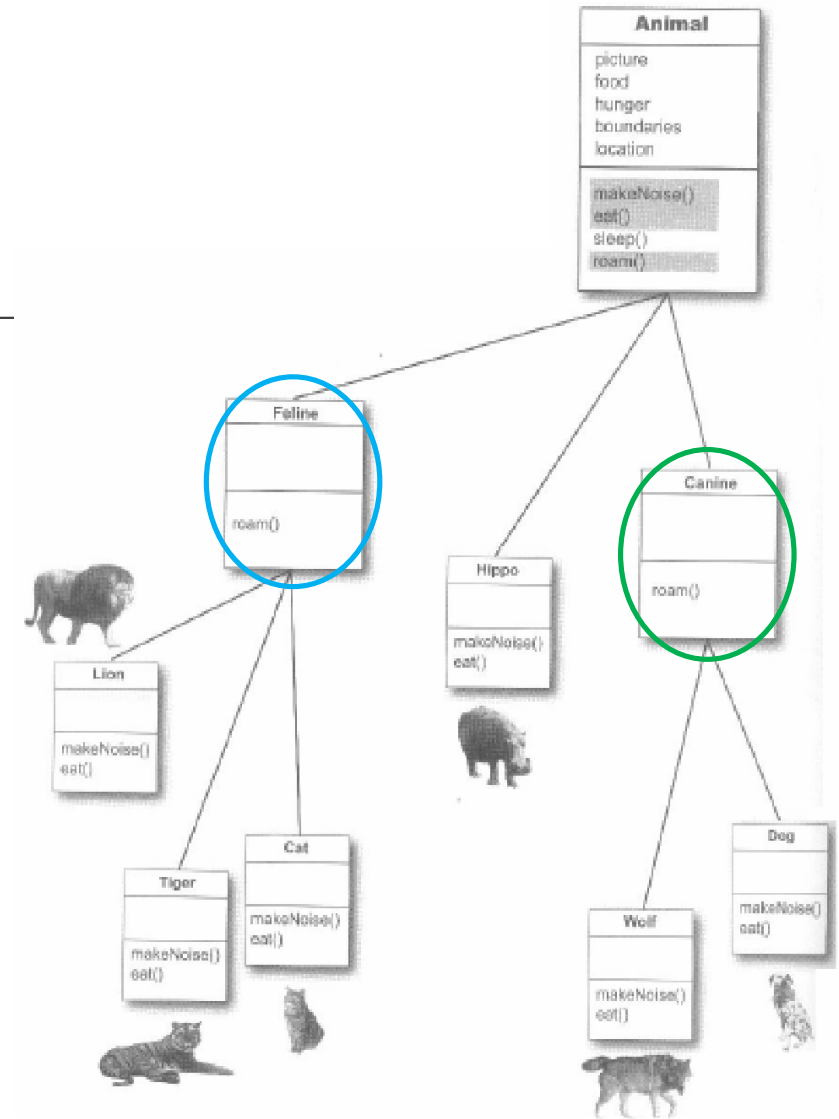 Animal
picture
food
hunger
boundaries
location
makeNoise()
eat()
sleep()
roam()
Feline
roam()
Canine
roam()
Hippo
makeNoise()
eat()
Lion
makeNoise()
eat()
Tiger
makeNoise()
eat()
Cat
makeNoise()
eat()
Wolf
makeNoise()
eat()
Dog
makeNoise()
eat()